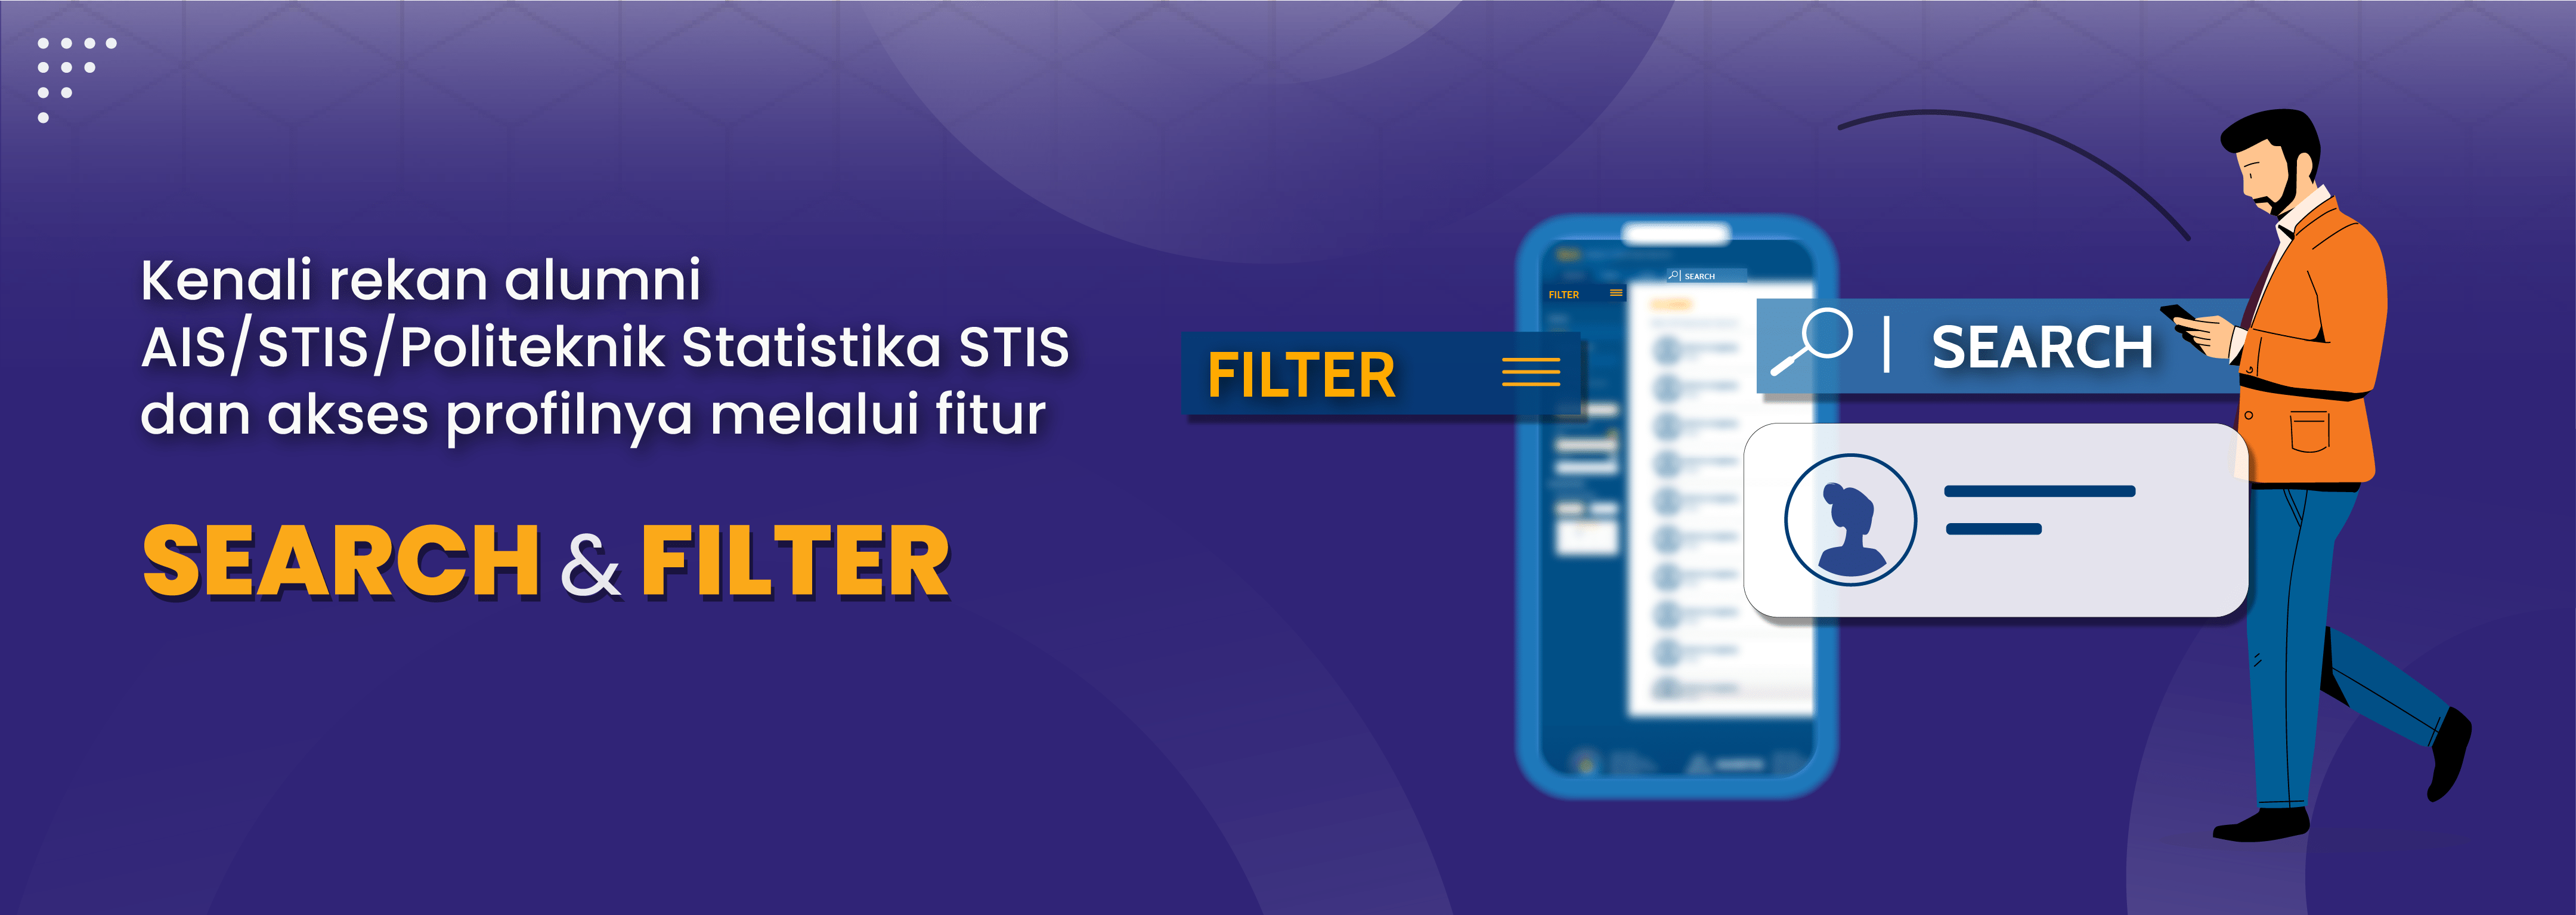 Kenali rekan alumni
AIS/STIS/Politeknik Statistika STIS
dan akses profilnya melalui fitur
SEARCH & FILTER
FILTER
SEARCH
FILTER
SEARCH